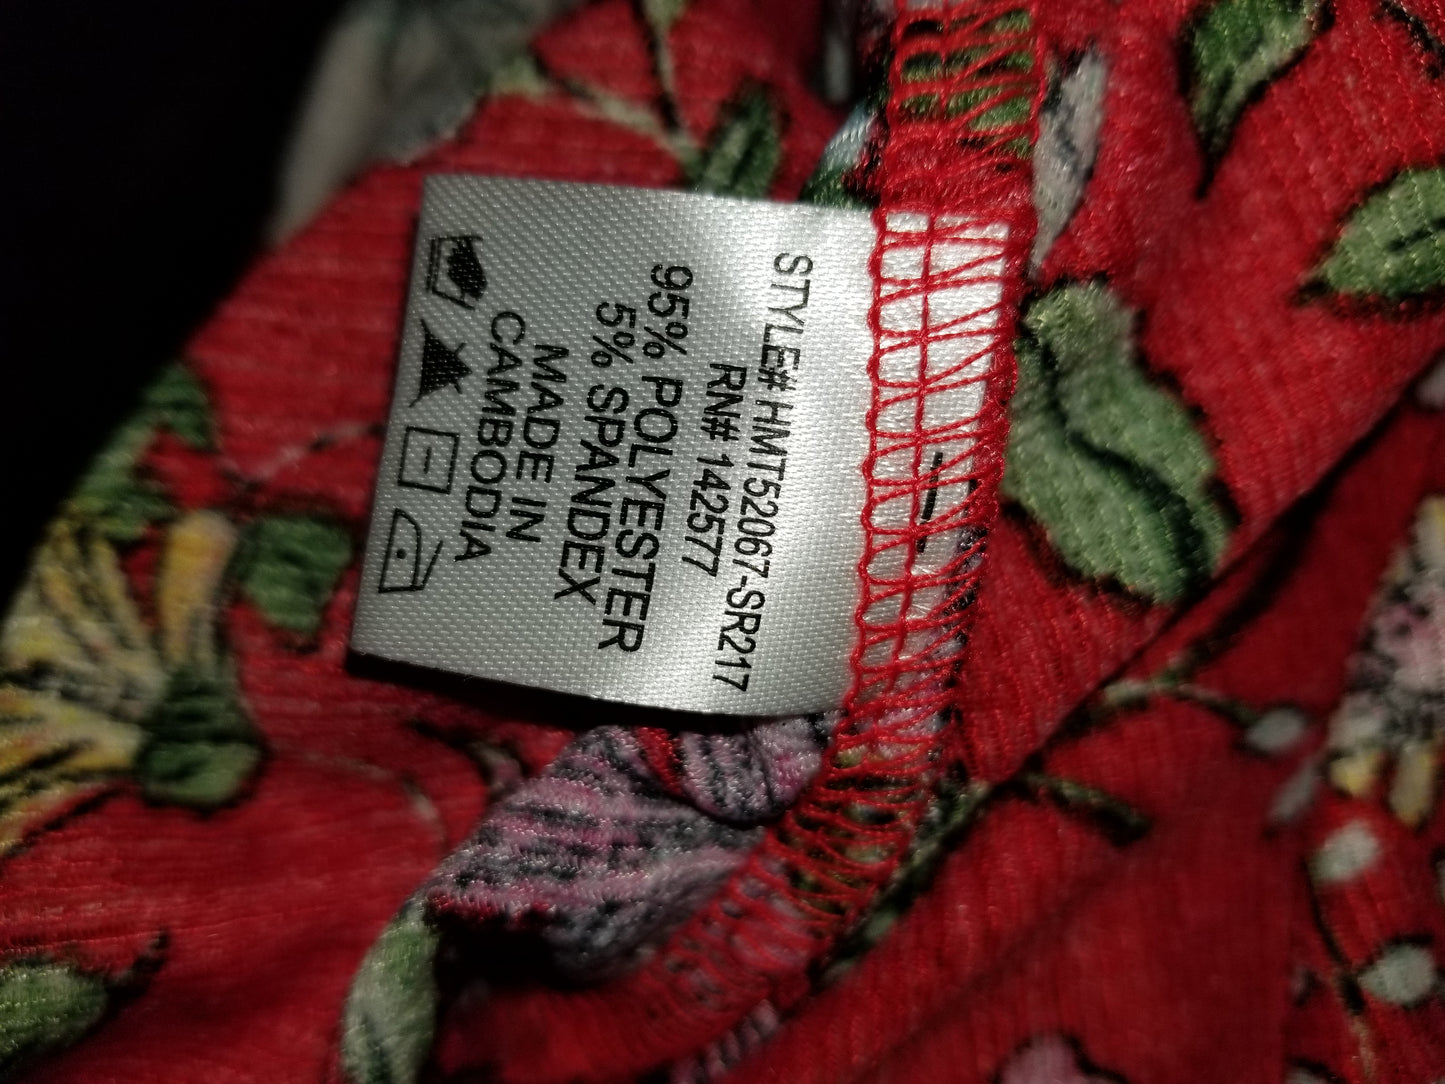 STYLE# HMT52067-SR217
RN# 142577
95% POLYESTER
5% SPANDEX
MADE IN
CAMBODIA